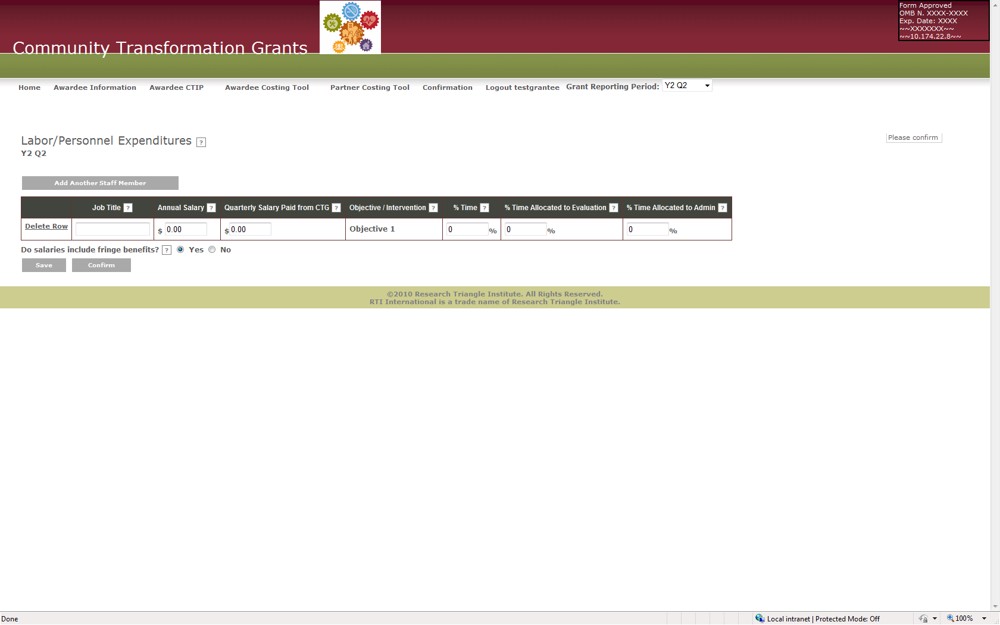 Form Approved
OMB N. XXXX-XXXX
Exp. Date: XXXX
~~XXXXXXX~~
~~10.174.22.8~~
Community Transformation Grants
Home Awardee Information Awardee CTIP Awardee Costing Tool Partner Costing Tool Confirmation Logout testgrantee Grant Reporting Period: Y2 Q2
Labor/Personnel Expenditures ?
Please confirm
Y2 Q2
Add Another Staff Member
Job Title ? Annual Salary ? Quarterly Salary Paid from CTG ? Objective / Intervention ? % Time ? % Time Allocated to Evaluation ? % Time Allocated to Admin ?
Delete Row $ 0.00 $ 0.00 Objective 1 0 % 0 % 0 %
Do salaries include fringe benefits? ? Yes No
Save Confirm
©2010 Research Triangle Institute. All Rights Reserved.
RTI International is a trade name of Research Triangle Institute.
Done Local intranet | Protected Mode: Off 100%